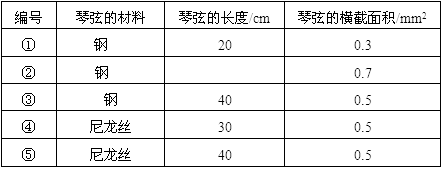 编号 琴弦的材料 琴弦的长度/cm 琴弦的横截面积/mm²
① 钢 20 0.3
② 钢 0.7
③ 钢 40 0.5
④ 尼龙丝 30 0.5
⑤ 尼龙丝 40 0.5